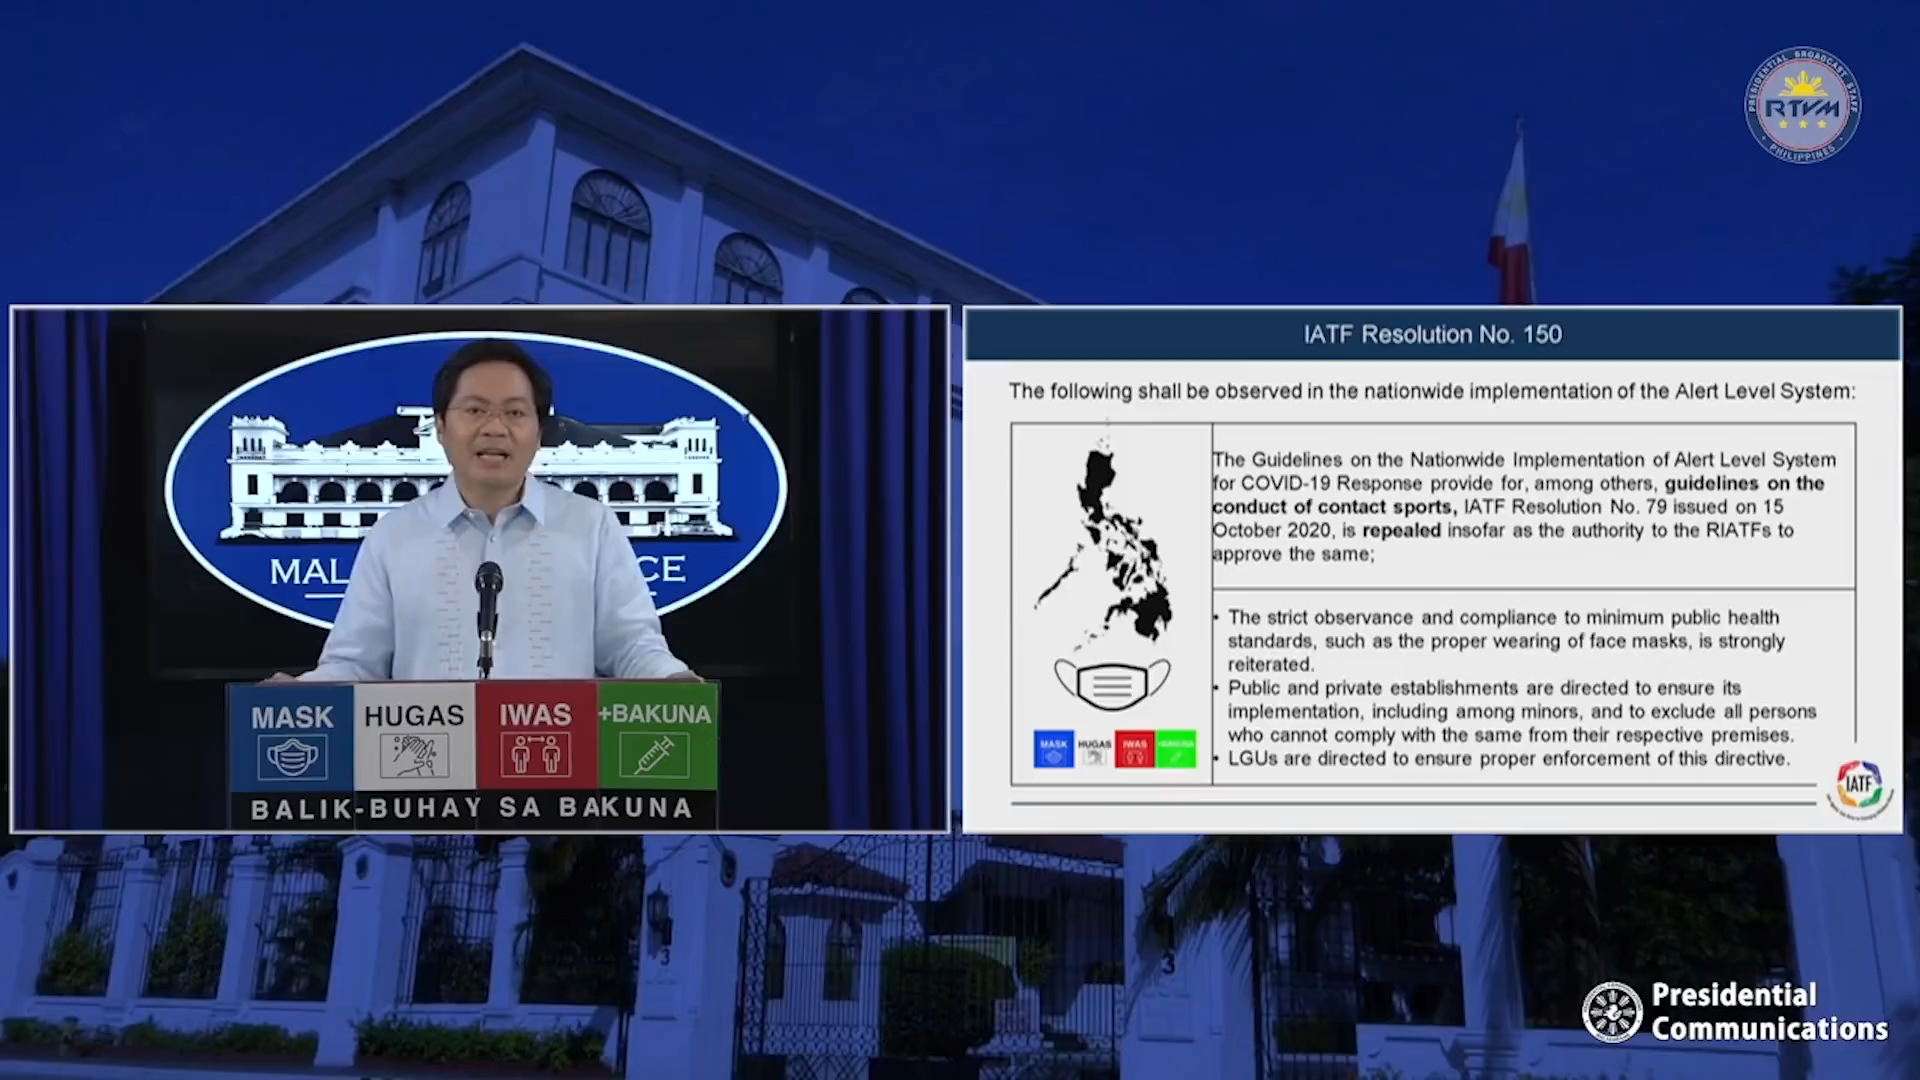 PRESIDENTIAL BROADCAST STAFF
RTVM
PHILIPPINES
MAL CE
MASK
HUGAS
IWAS
+BAKUNA
BALIK-BUHAY SA BAKUNA
IATF Resolution No. 150
The following shall be observed in the nationwide implementation of the Alert Level System:
The Guidelines on the Nationwide Implementation of Alert Level System
for COVID-19 Response provide for, among others, guidelines on the
conduct of contact sports, IATF Resolution No. 79 issued on 15
October 2020, is repealed insofar as the authority to the RIATFs to
approve the same;
• The strict observance and compliance to minimum public health
standards, such as the proper wearing of face masks, is strongly
reiterated.
• Public and private establishments are directed to ensure its
implementation, including among minors, and to exclude all persons
who cannot comply with the same from their respective premises.
• LGUs are directed to ensure proper enforcement of this directive.
MASK
HUGAS
IWAS
+BAKUNA
IATF
3
3
Presidential
Communications